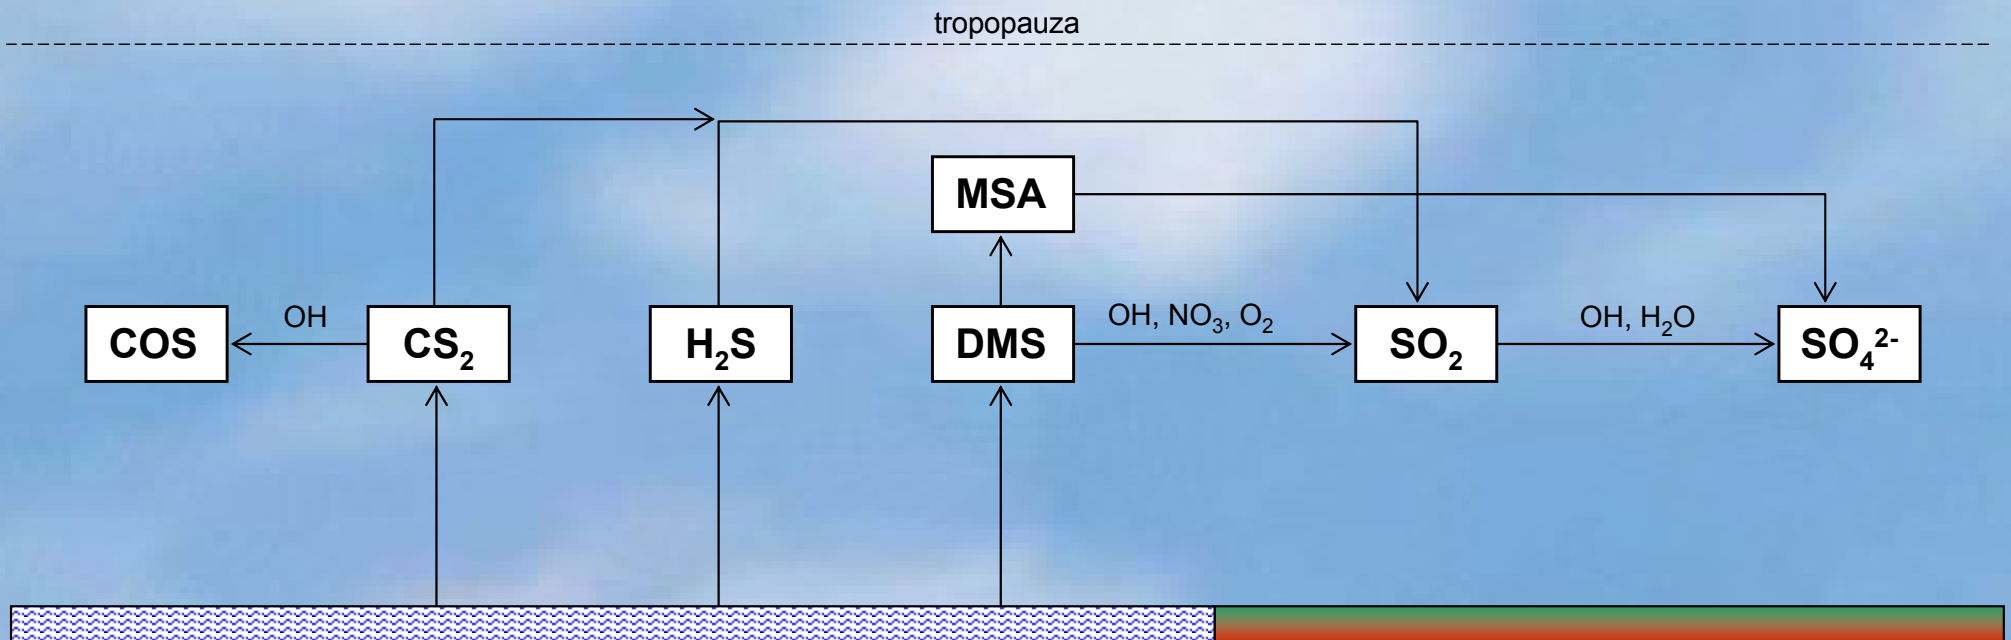 tropopauza
MSA
OH
OH, NO₃, O₂
OH, H₂O
COS
CS₂
H₂S
DMS
SO₂
SO₄²⁻